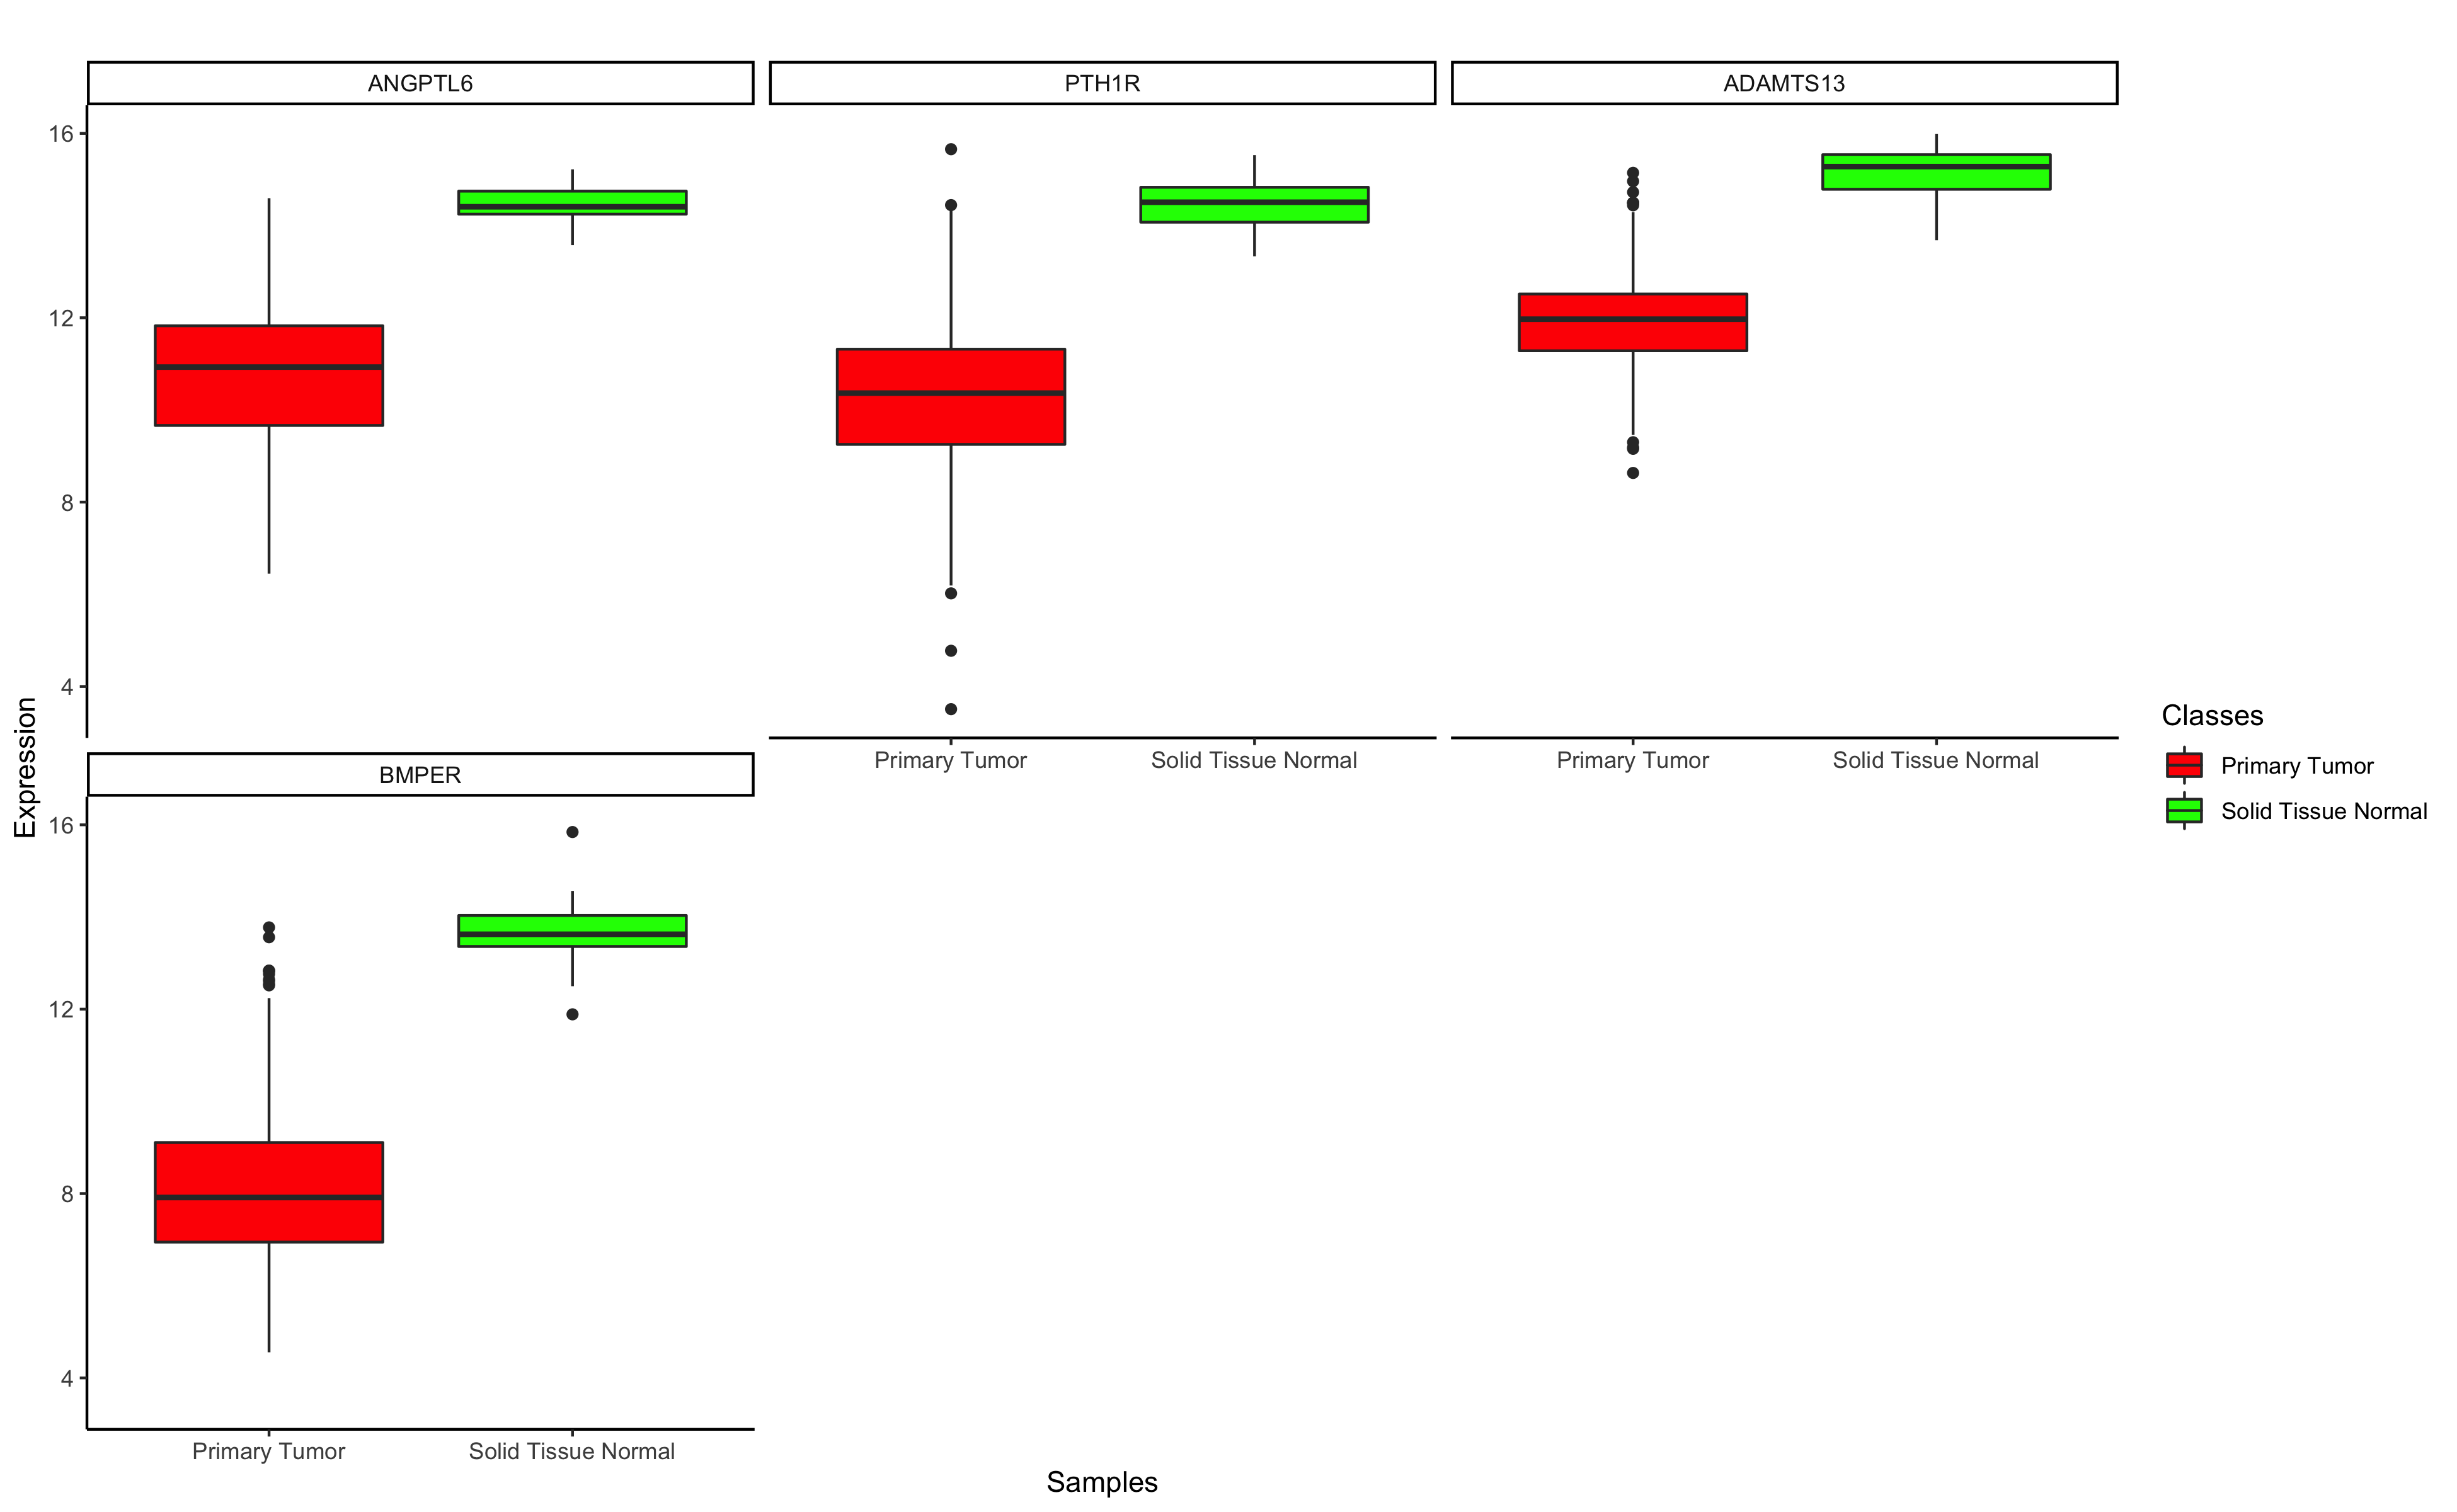 ANGPTL6
PTH1R
ADAMTS13
16
12
8
4
Primary Tumor
Solid Tissue Normal
Primary Tumor
Solid Tissue Normal
BMPER
16
12
8
4
Primary Tumor
Solid Tissue Normal
Expression
Samples
Classes
Primary Tumor
Solid Tissue Normal